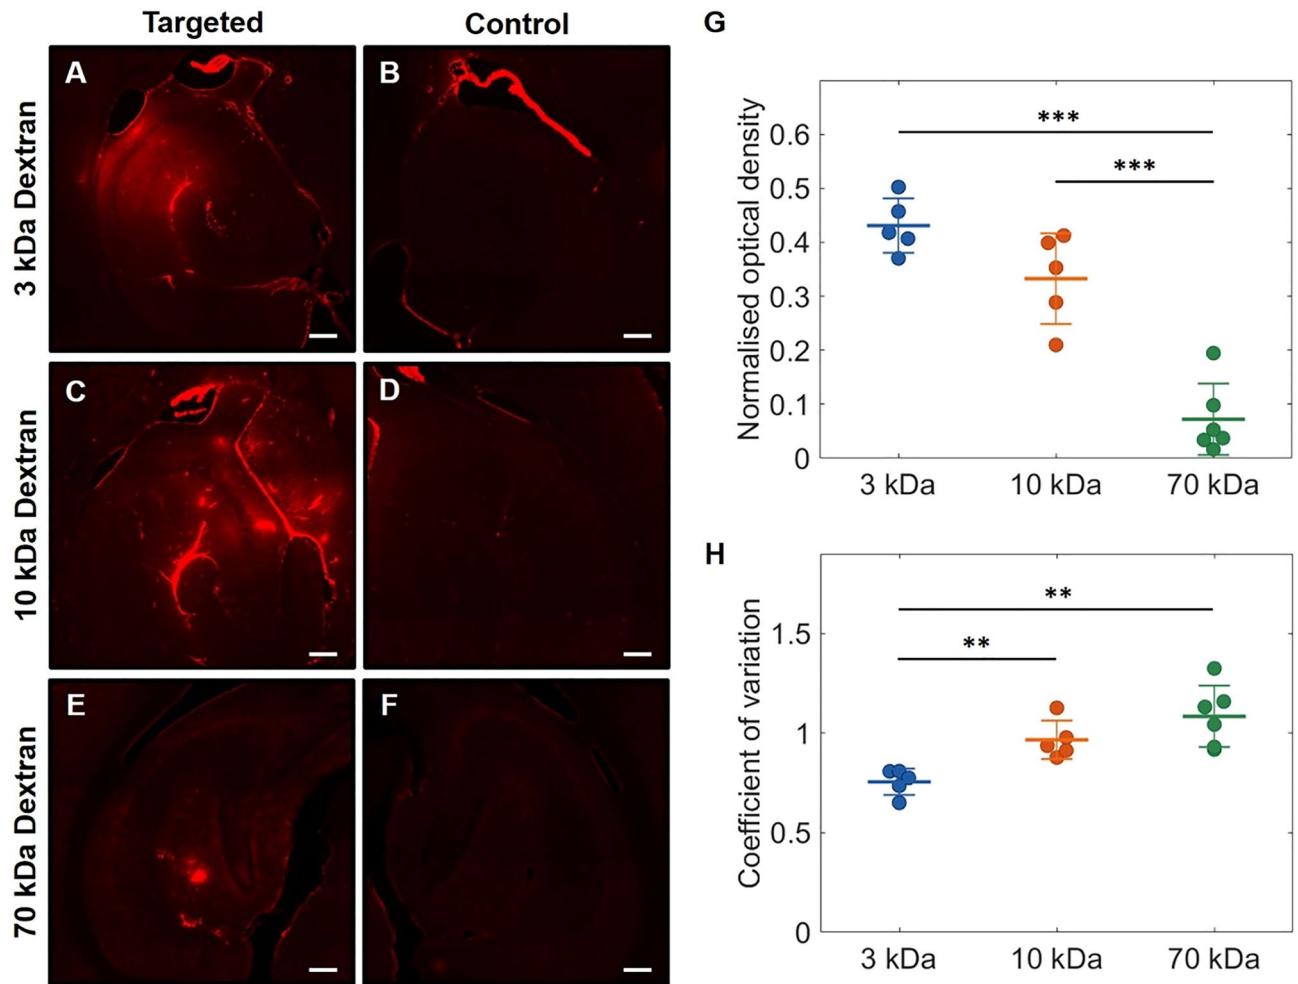 Targeted
Control
3 kDa Dextran
A
B
10 kDa Dextran
C
D
70 kDa Dextran
E
F
G
Normalised optical density
0.6
0.5
0.4
0.3
0.2
0.1
0
***
***
3 kDa
10 kDa
70 kDa
H
Coefficient of variation
1.5
1
0.5
0
**
**
3 kDa
10 kDa
70 kDa